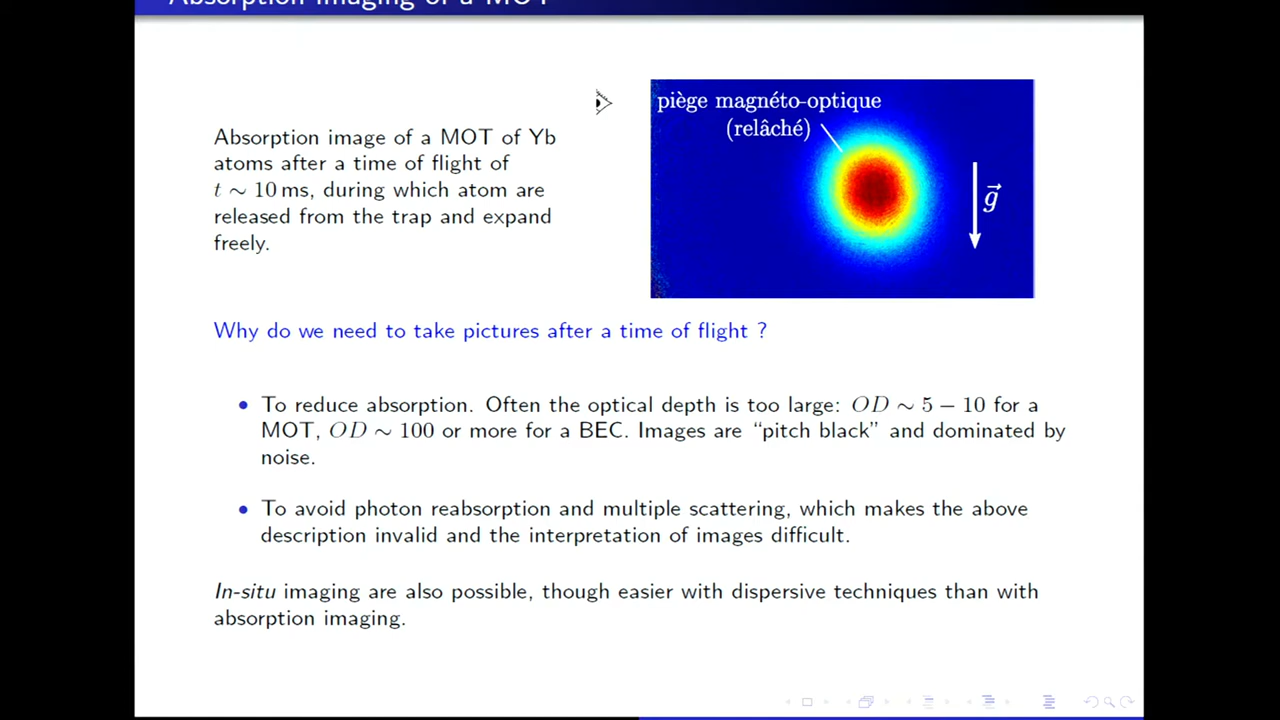 Absorption imaging of a MOT
piège magnéto-optique
(relâché)
Absorption image of a MOT of Yb
atoms after a time of flight of
t ∼ 10 ms, during which atom are
released from the trap and expand
freely.
g⃗
Why do we need to take pictures after a time of flight ?
• To reduce absorption. Often the optical depth is too large: OD ∼ 5 − 10 for a
MOT, OD ∼ 100 or more for a BEC. Images are “pitch black” and dominated by
noise.
• To avoid photon reabsorption and multiple scattering, which makes the above
description invalid and the interpretation of images difficult.
In-situ imaging are also possible, though easier with dispersive techniques than with
absorption imaging.